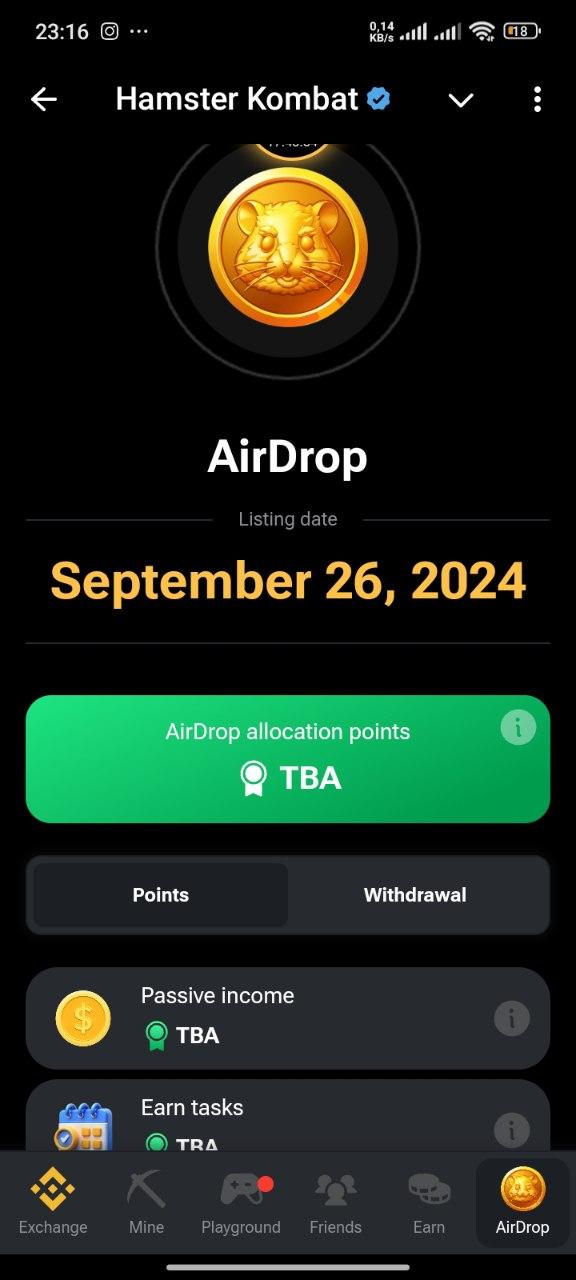 23:16
0,14
KB/s
18
Hamster Kombat
AirDrop
Listing date
September 26, 2024
AirDrop allocation points
TBA
Points
Withdrawal
Passive income
TBA
Earn tasks
TBA
Exchange
Mine
Playground
Friends
Earn
AirDrop